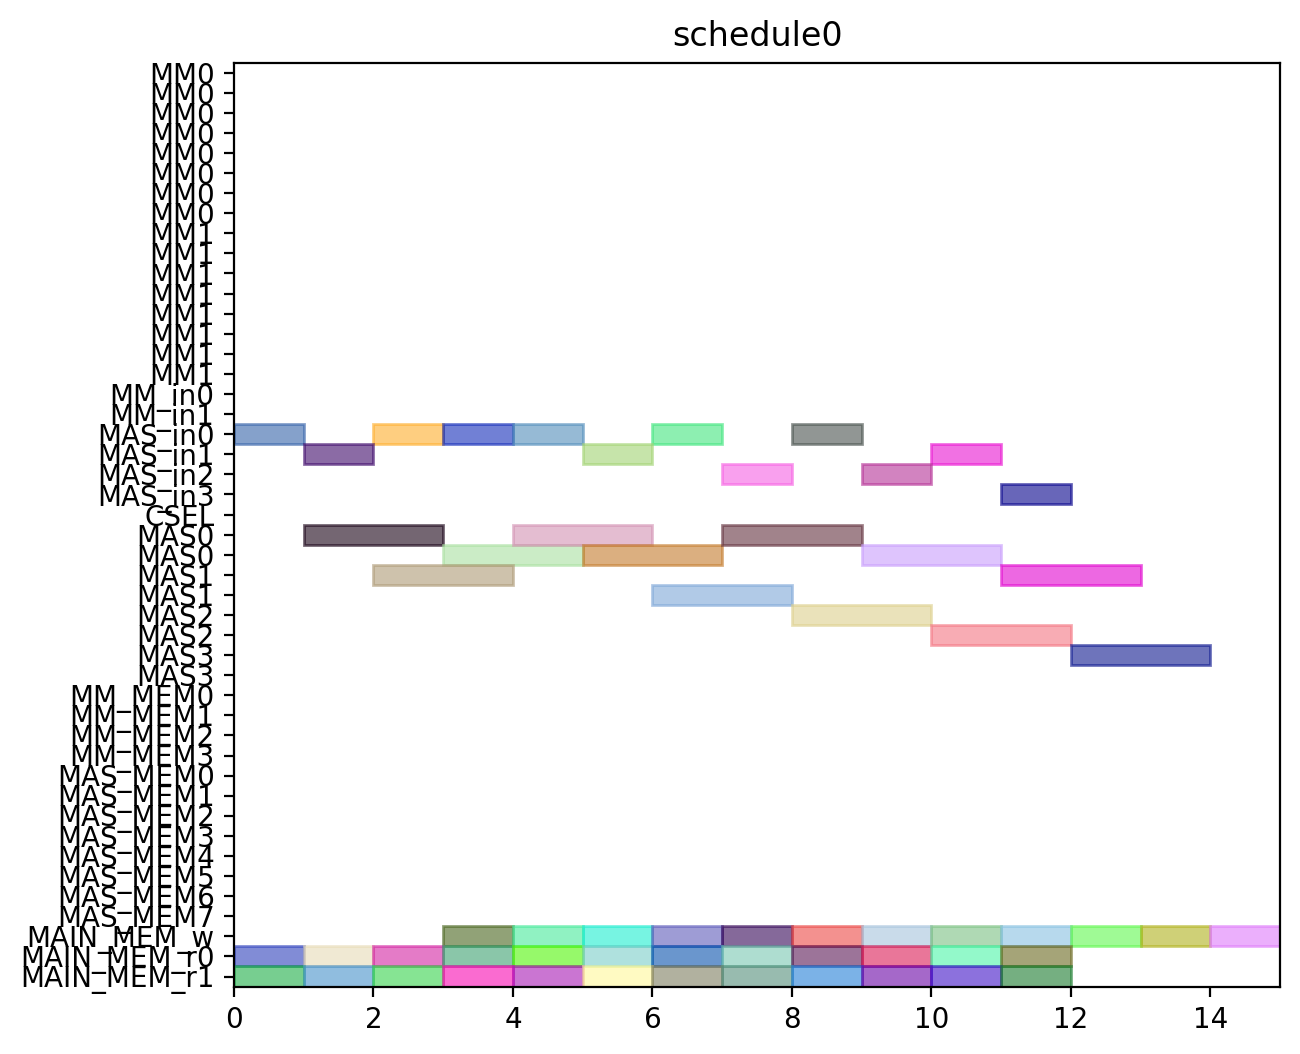 schedule0
MM0
MM0
MM0
MM0
MM0
MM0
MM0
MM0
MM1
MM1
MM1
MM1
MM1
MM1
MM1
MM1
MM_in0
MM_in1
MAS_in0
MAS_in1
MAS_in2
MAS_in3
CSEL
MAS0
MAS0
MAS1
MAS1
MAS2
MAS2
MAS3
MAS3
MM_MEM0
MM_MEM1
MM_MEM2
MM_MEM3
MAS_MEM0
MAS_MEM1
MAS_MEM2
MAS_MEM3
MAS_MEM4
MAS_MEM5
MAS_MEM6
MAS_MEM7
MAIN_MEM_w
MAIN_MEM_r0
MAIN_MEM_r1
0 2 4 6 8 10 12 14